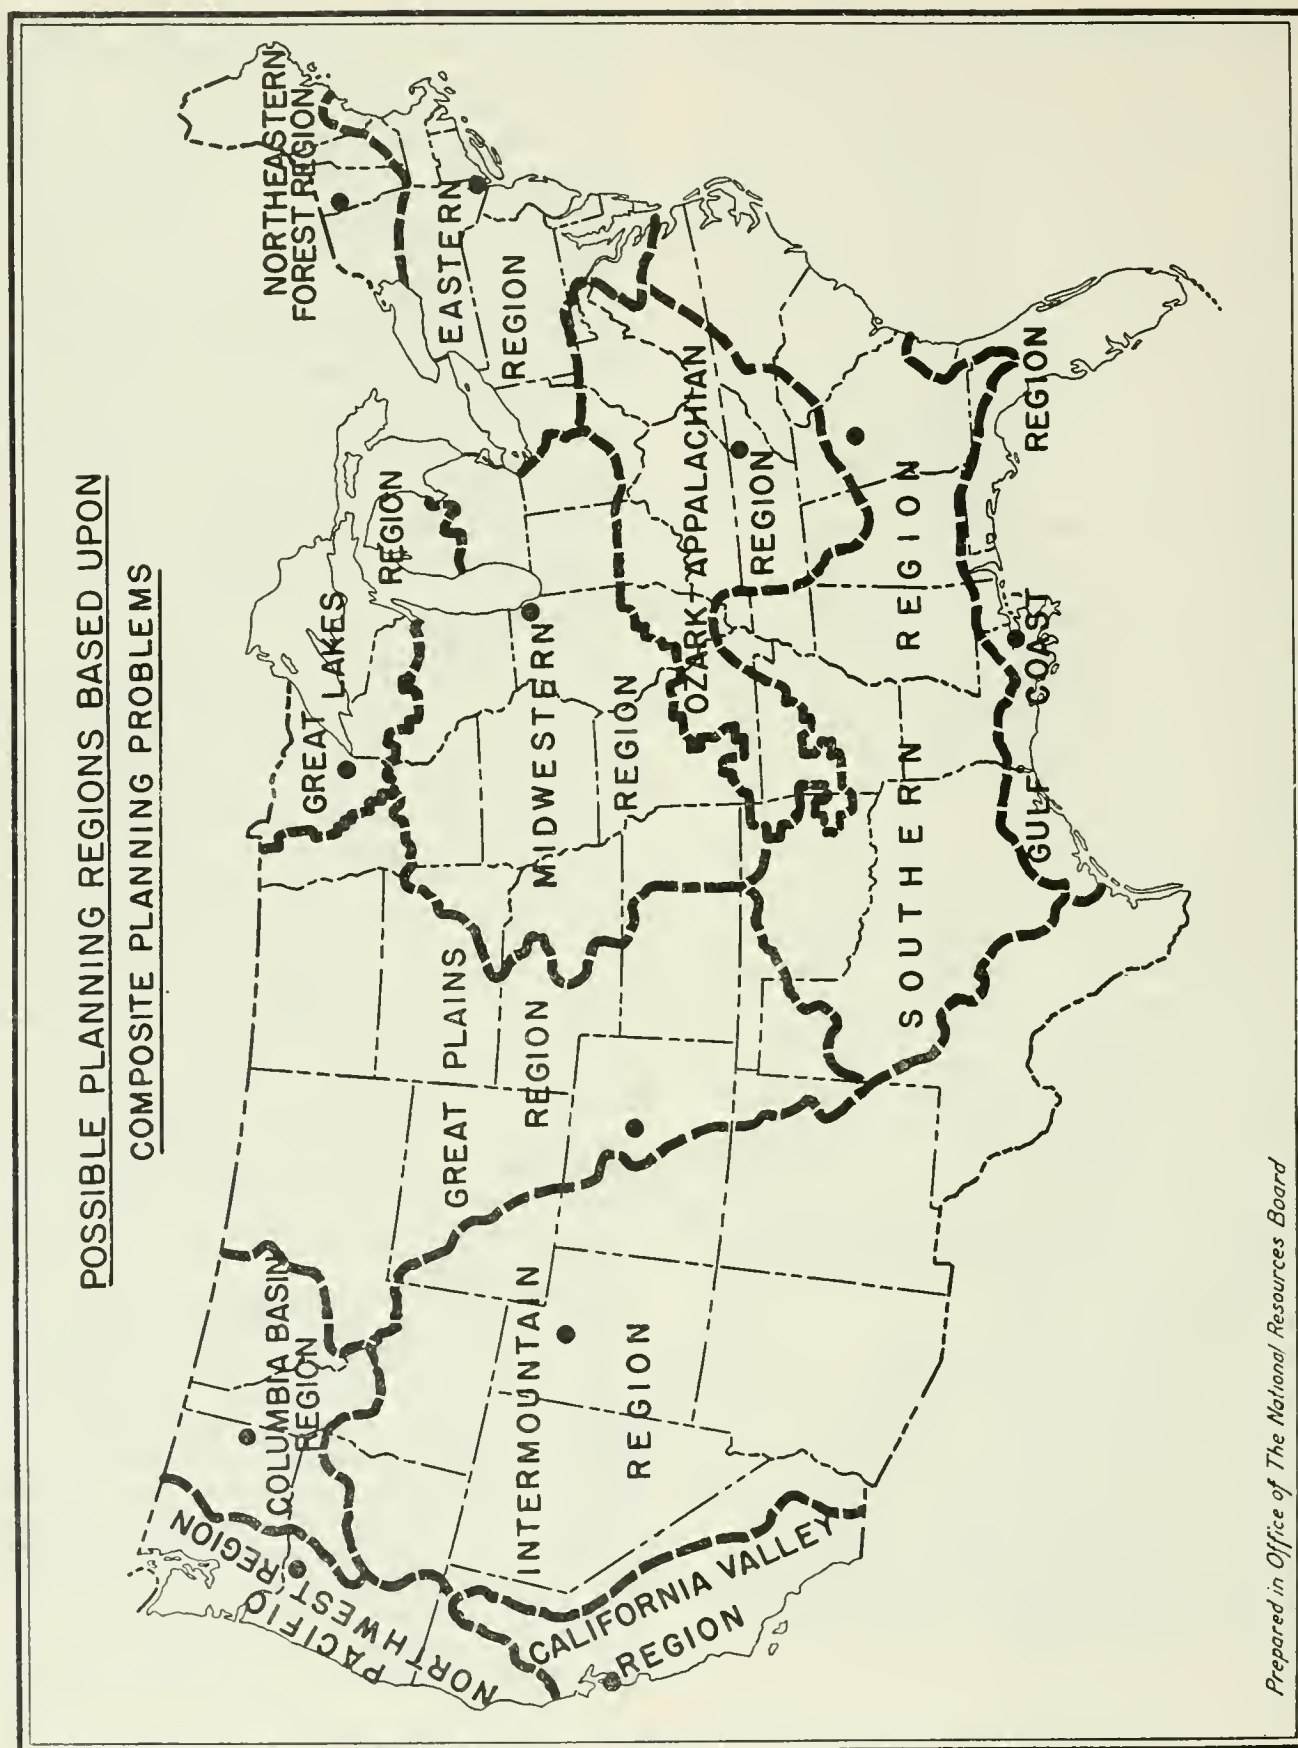 POSSIBLE PLANNING REGIONS BASED UPON
COMPOSITE PLANNING PROBLEMS
NORTHEASTERN
FOREST REGION
EASTERN
REGION
GREAT LAKES
REGION
MIDWESTERN
REGION
OZARK-APPALACHIAN
REGION
SOUTHERN REGION
GULF COAST
REGION
GREAT PLAINS
REGION
COLUMBIA BASIN
REGION
INTERMOUNTAIN
REGION
PACIFIC
NORTHWEST REGION
CALIFORNIA VALLEY
REGION
Prepared in Office of The National Resources Board